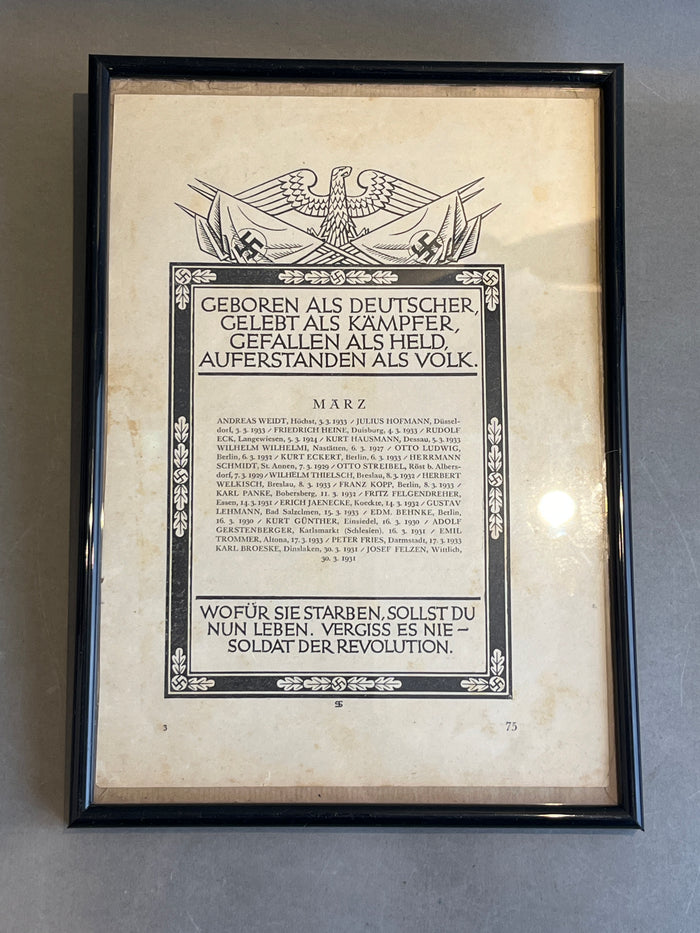 GEBOREN ALS DEUTSCHER,
GELEBT ALS KÄMPFER,
GEFALLEN ALS HELD,
AUFERSTANDEN ALS VOLK.
MÄRZ
ANDREAS WEIDT, Höchst, 3. 3. 1933 / JULIUS HOFMANN, Düssel-
dorf, 3. 3. 1933 / FRIEDRICH HEINE, Duisburg, 4. 3. 1933 / RUDOLF
ECK, Langewiesen, 5. 3. 1924 / KURT HAUSMANN, Dessau, 5. 3. 1933
WILHELM WILHELMI, Nastätten, 6. 3. 1927 / OTTO LUDWIG,
Berlin, 6. 3. 1932 / KURT ECKERT, Berlin, 6. 3. 1933 / HERRMANN
SCHMIDT, St. Annen, 7. 3. 1929 / OTTO STREIBEL, Röst b. Albers-
dorf, 7. 3. 1929 / WILHELM THIELSCH, Breslau, 8. 3. 1932 / HERBERT
WELKISCH, Breslau, 8. 3. 1933 / FRANZ KOPP, Berlin, 8. 3. 1933 /
KARL PANKE, Bobersberg, 11. 3. 1932 / FRITZ FELGENDREHER,
Essen, 14. 3. 1931 / ERICH JAENECKE, Koeckte, 14. 3. 1932 / GUSTAV
LEHMANN, Bad Salzelmen, 15. 3. 1933 / EDM. BEHNKE, Berlin,
16. 3. 1930 / KURT GÜNTHER, Einsiedel, 16. 3. 1930 / ADOLF
GERSTENBERGER, Karlsmarkt (Schlesien), 16. 3. 1931 / EMIL
TROMMER, Altona, 17. 3. 1933 / PETER FRIES, Darmstadt, 17. 3. 1933
KARL BROESKE, Dinslaken, 30. 3. 1931 / JOSEF FELZEN, Wittlich,
30. 3. 1931
WOFÜR SIE STARBEN, SOLLST DU
NUN LEBEN. VERGISS ES NIE –
SOLDAT DER REVOLUTION.
3
75